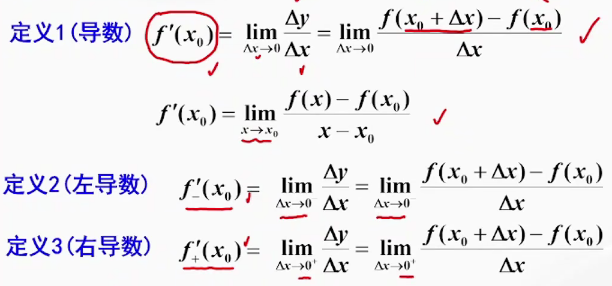 定义1(导数) f′(x₀) = lim_{Δx→0} Δy/Δx = lim_{Δx→0} (f(x₀ + Δx) − f(x₀))/Δx
f′(x₀) = lim_{x→x₀} (f(x) − f(x₀))/(x − x₀)
定义2(左导数) f′₋(x₀) = lim_{Δx→0⁻} Δy/Δx = lim_{Δx→0⁻} (f(x₀ + Δx) − f(x₀))/Δx
定义3(右导数) f′₊(x₀) = lim_{Δx→0⁺} Δy/Δx = lim_{Δx→0⁺} (f(x₀ + Δx) − f(x₀))/Δx